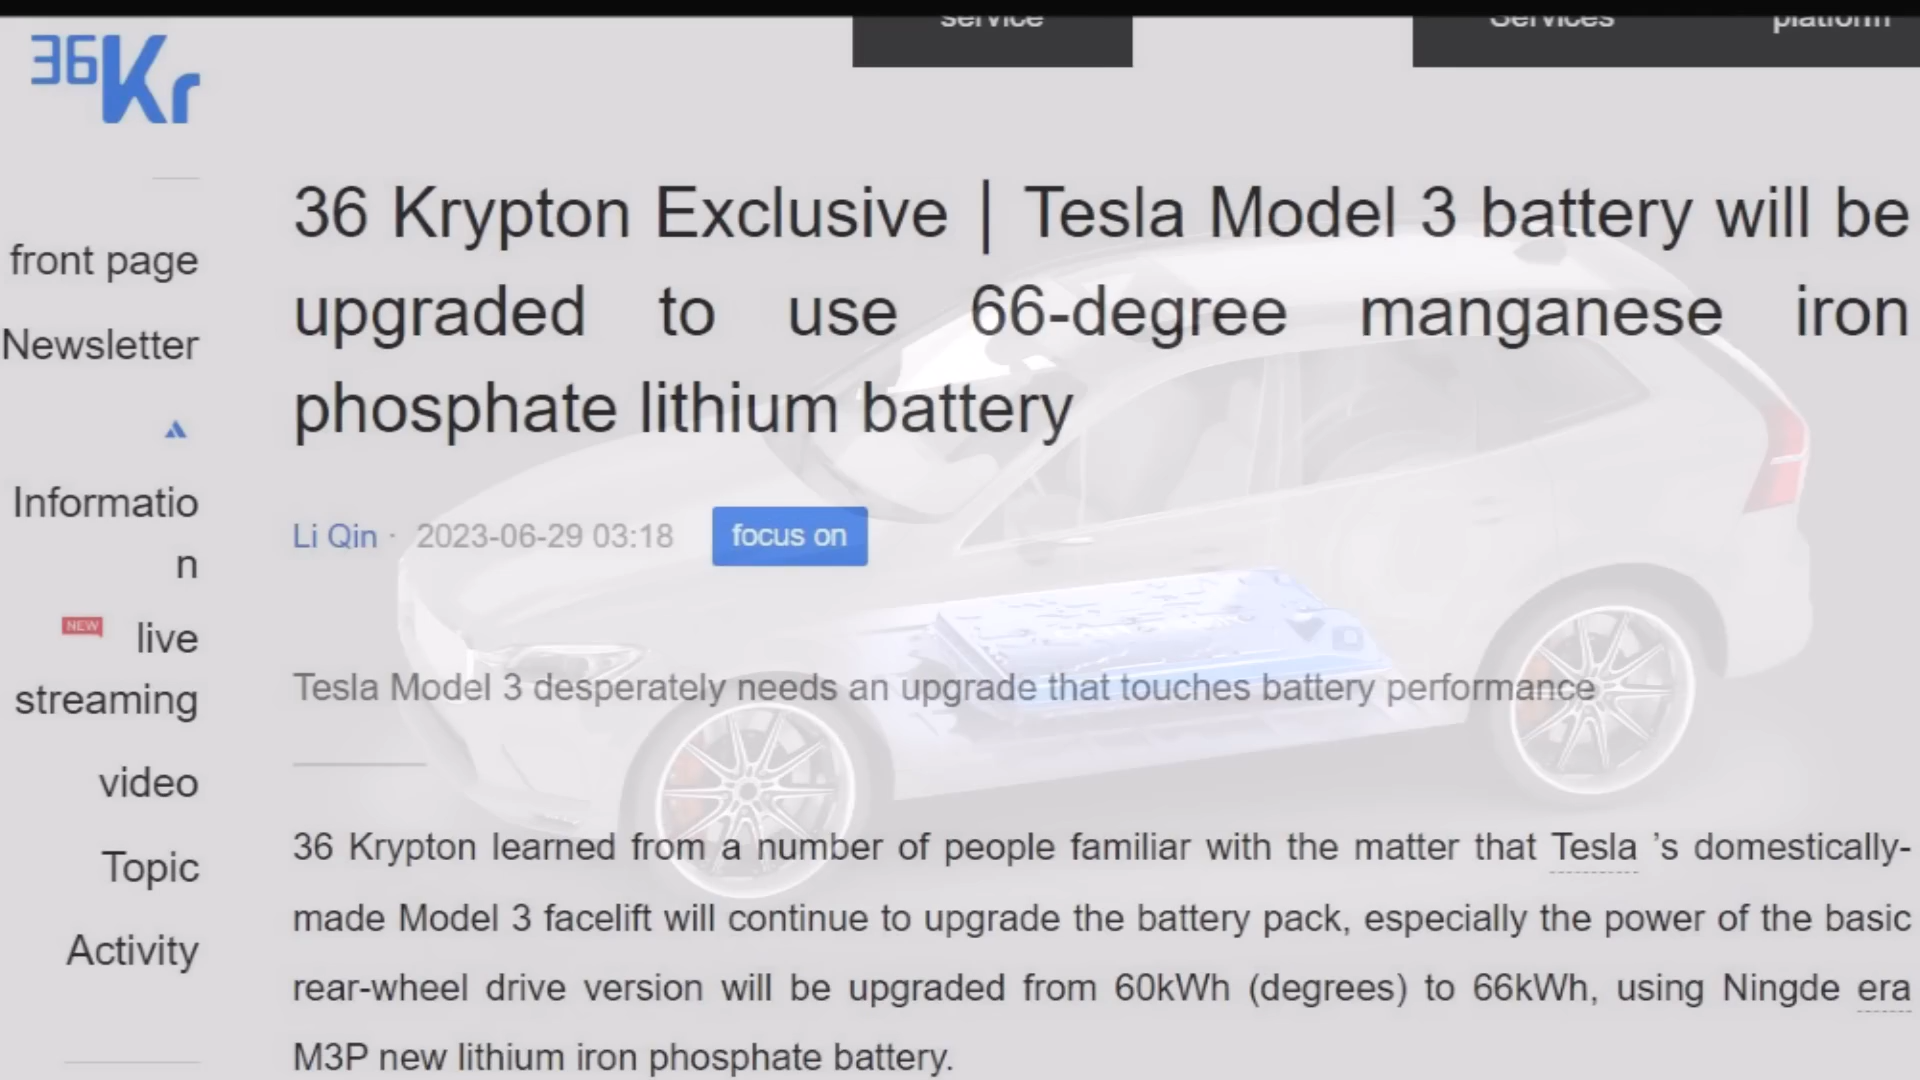 service
Services
platform
36Kr
front page
Newsletter
Informatio
n
NEW live
streaming
video
Topic
Activity
36 Krypton Exclusive | Tesla Model 3 battery will be
upgraded to use 66-degree manganese iron
phosphate lithium battery
Li Qin · 2023-06-29 03:18 focus on
Tesla Model 3 desperately needs an upgrade that touches battery performance
36 Krypton learned from a number of people familiar with the matter that Tesla ’s domestically-
made Model 3 facelift will continue to upgrade the battery pack, especially the power of the basic
rear-wheel drive version will be upgraded from 60kWh (degrees) to 66kWh, using Ningde era
M3P new lithium iron phosphate battery.